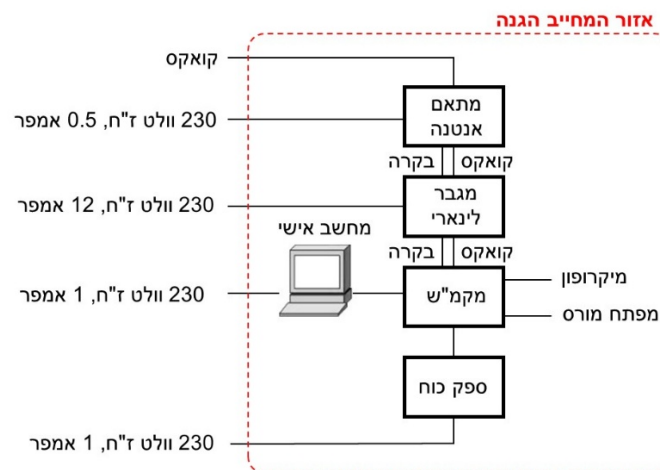 אזור המחייב הגנה
קואקס
מתאם
אנטנה
230 וולט ז"ח, 0.5 אמפר
קואקס
בקרה
מגבר
לינארי
230 וולט ז"ח, 12 אמפר
מחשב אישי
קואקס
בקרה
מיקרופון
מקמ"ש
230 וולט ז"ח, 1 אמפר
מפתח מורס
ספק כוח
230 וולט ז"ח, 1 אמפר